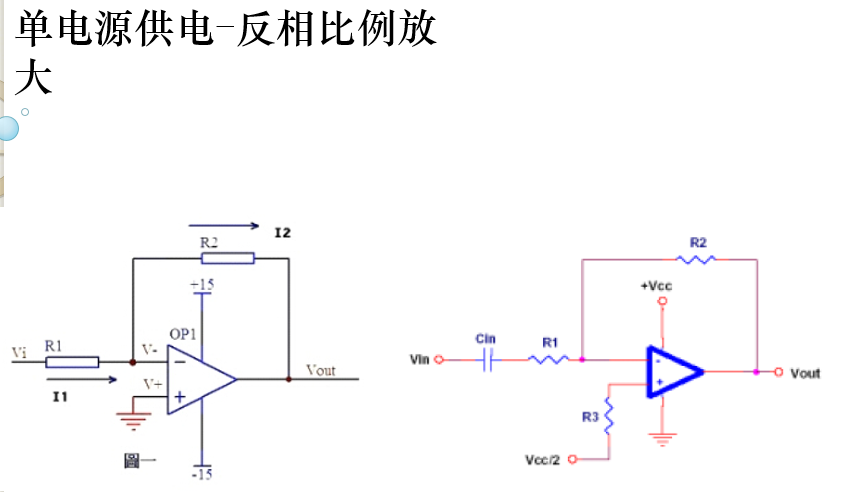 单电源供电-反相比例放
大
I2
R2
+15
OP1
Vi
R1
V-
V+
Vout
I1
圖一
-15
R2
+Vcc
Cin
R1
Vin
Vout
R3
Vcc/2